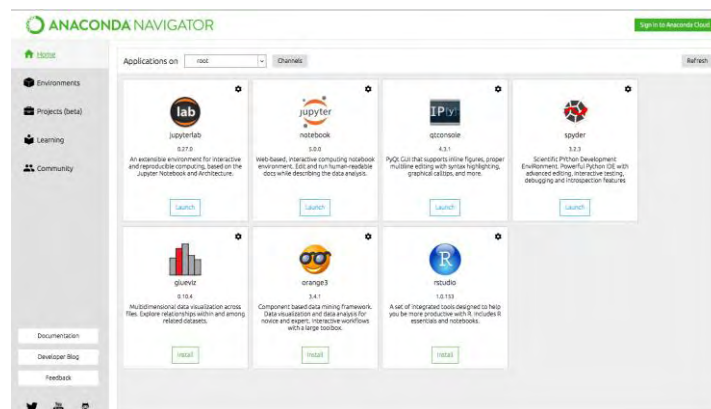 ANACONDA NAVIGATOR
Sign in to Anaconda Cloud
Home
Environments
Projects (beta)
Learning
Community
Documentation
Developer Blog
Feedback
Applications on
root
Channels
Refresh
lab
jupyterlab
0.27.0
An extensible environment for interactive
and reproducible computing, based on the
Jupyter Notebook and Architecture.
Launch
jupyter
notebook
5.0.0
Web-based, interactive computing notebook
environment. Edit and run human-readable
docs while describing the data analysis.
Launch
IP[y]:
qtconsole
4.3.1
PyQt GUI that supports inline figures, proper
multiline editing with syntax highlighting,
graphical calltips, and more.
Launch
spyder
3.2.3
Scientific PYthon Development
EnviRonment. Powerful Python IDE with
advanced editing, interactive testing,
debugging and introspection features
Launch
glueviz
0.10.4
Multidimensional data visualization across
files. Explore relationships within and among
related datasets.
Install
orange3
3.4.1
Component based data mining framework.
Data visualization and data analysis for
novice and expert. Interactive workflows
with a large toolbox.
Install
R
rstudio
1.0.153
A set of integrated tools designed to help
you be more productive with R. Includes R
essentials and notebooks.
Install